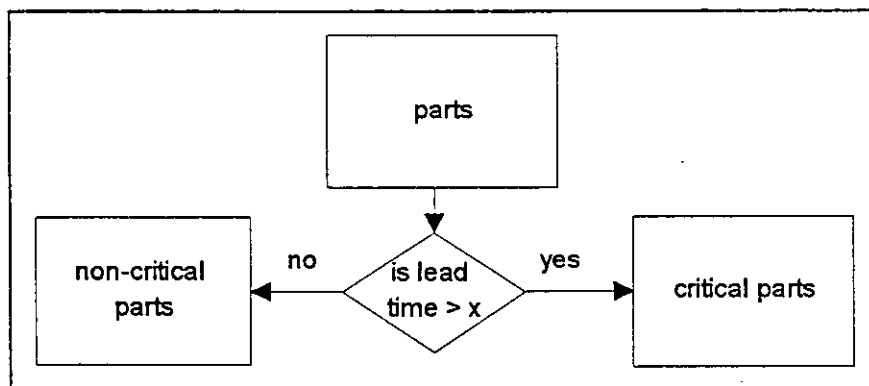 parts
non-critical
parts
no
is lead
time > x
yes
critical parts